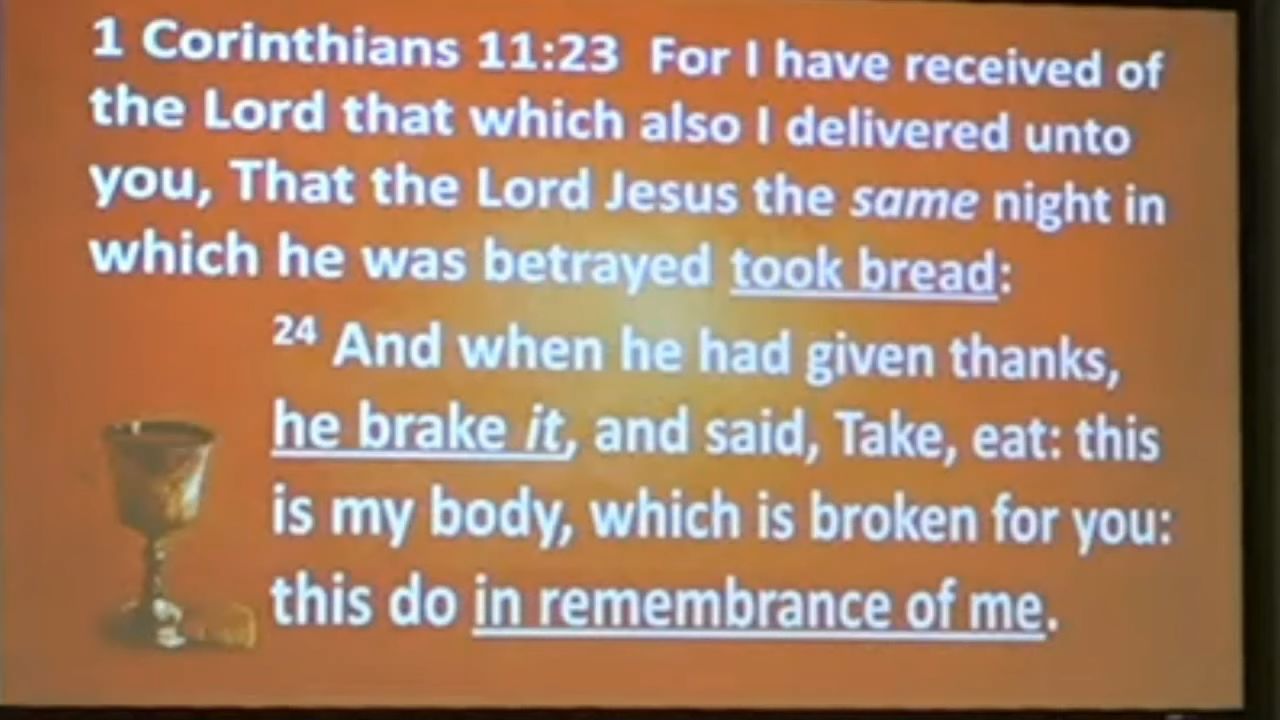 1 Corinthians 11:23 For I have received of
the Lord that which also I delivered unto
you, That the Lord Jesus the same night in
which he was betrayed took bread:
24 And when he had given thanks,
he brake it, and said, Take, eat: this
is my body, which is broken for you:
this do in remembrance of me.